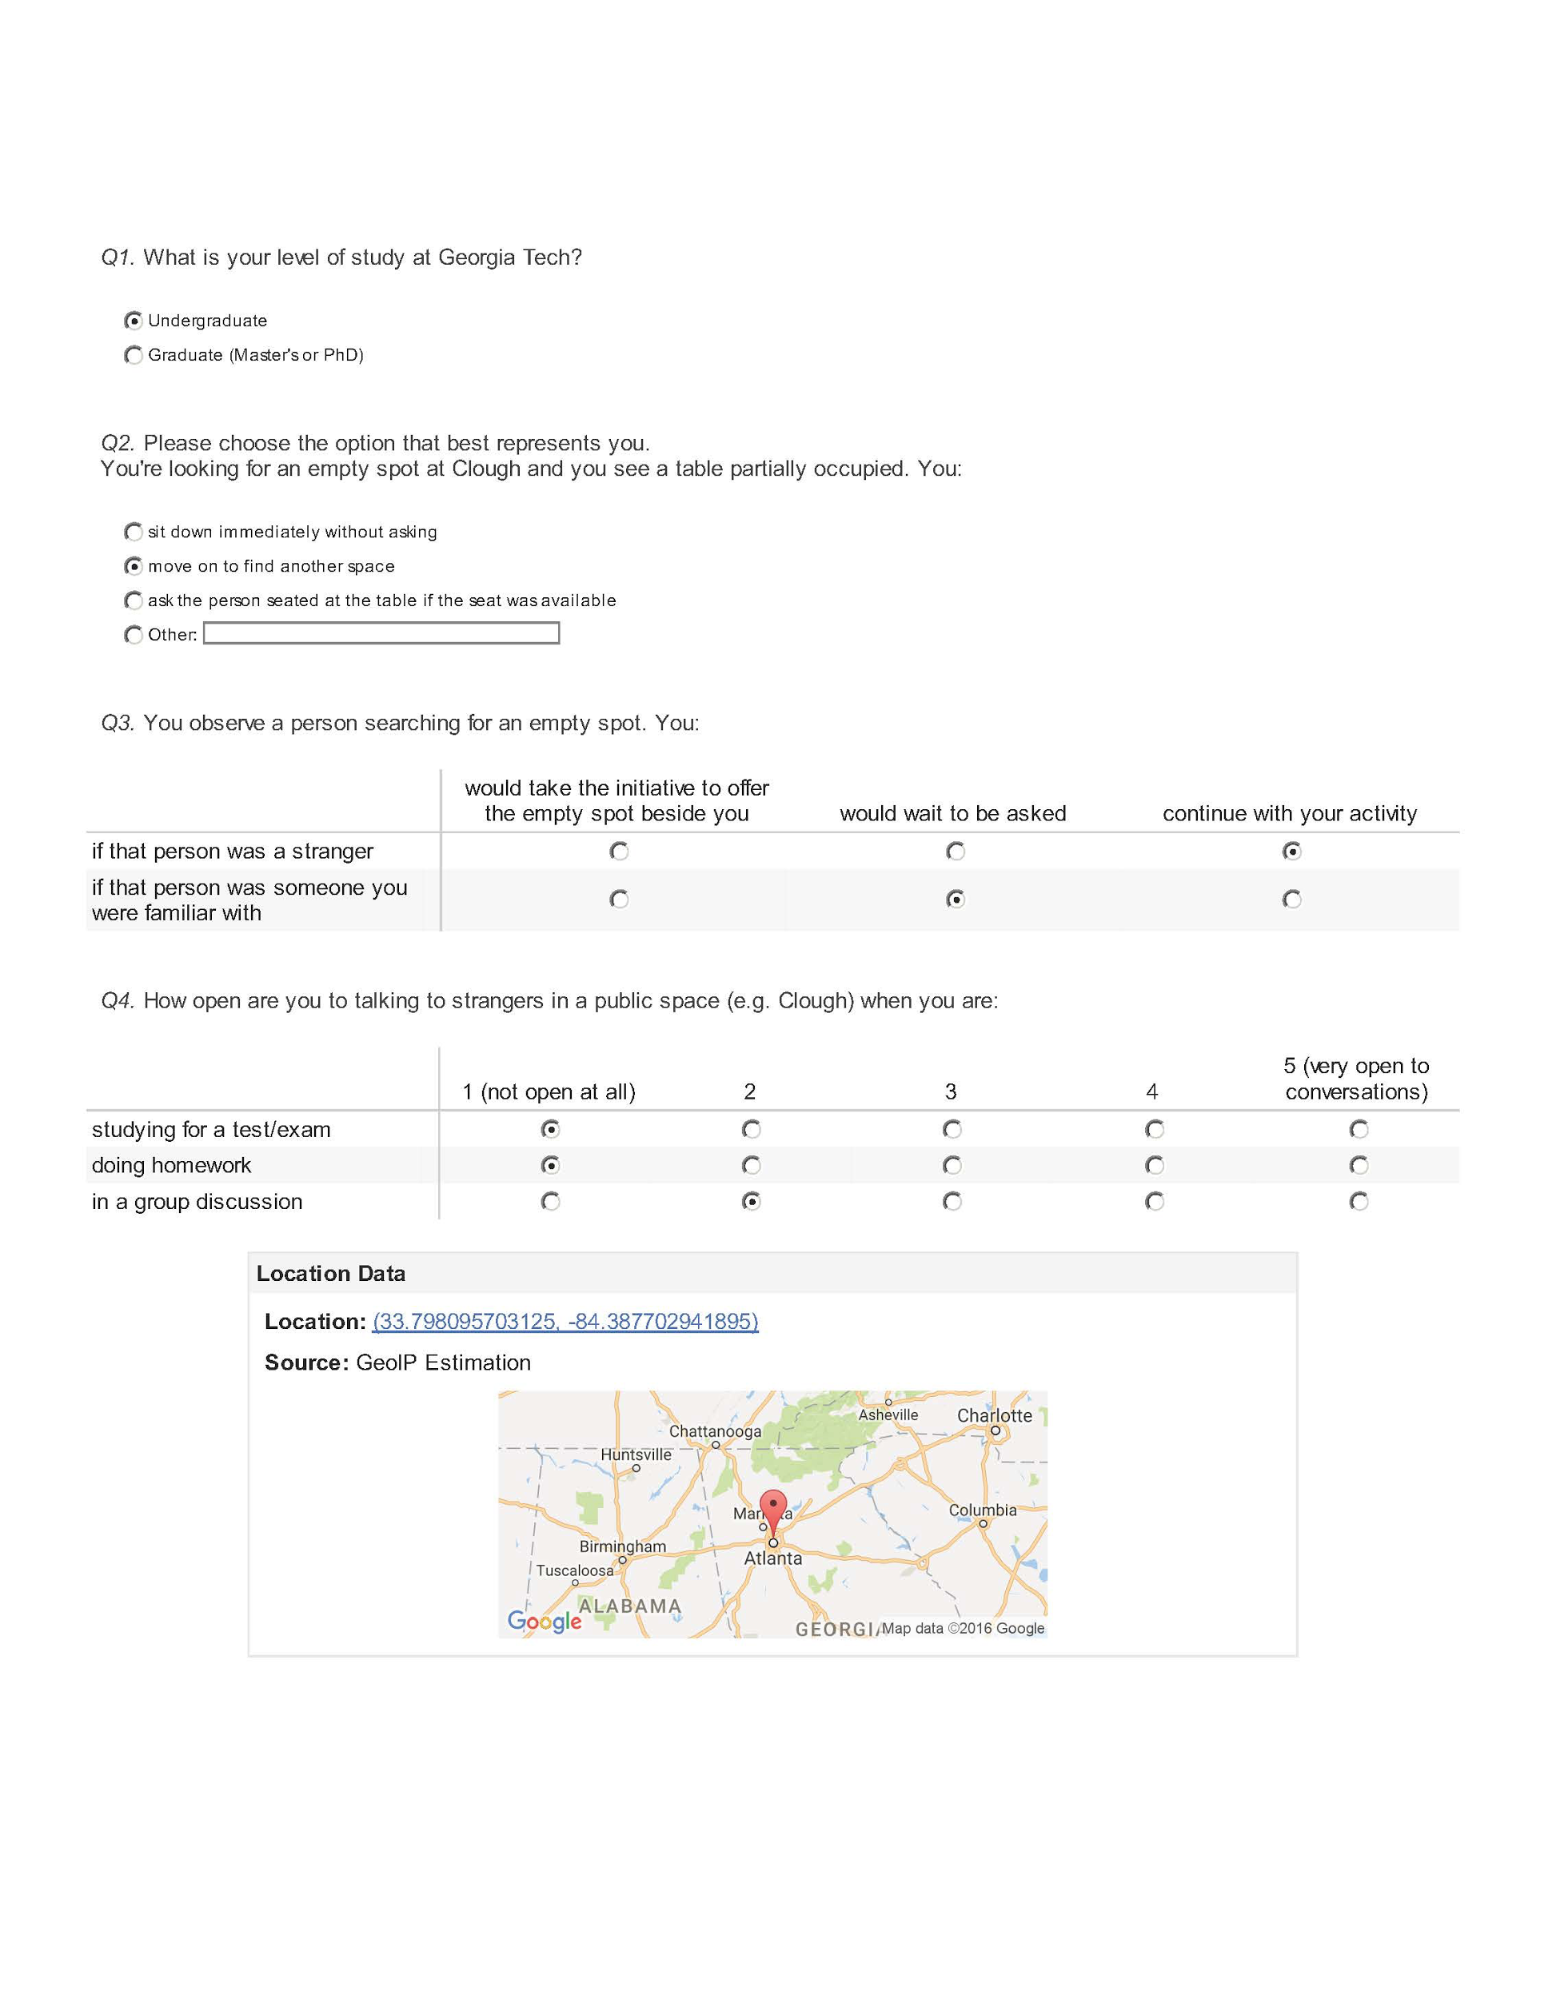 Q1. What is your level of study at Georgia Tech?
Undergraduate
Graduate (Master's or PhD)
Q2. Please choose the option that best represents you.
You're looking for an empty spot at Clough and you see a table partially occupied. You:
sit down immediately without asking
move on to find another space
ask the person seated at the table if the seat was available
Other:
Q3. You observe a person searching for an empty spot. You:
would take the initiative to offer
the empty spot beside you would wait to be asked continue with your activity
if that person was a stranger
if that person was someone you
were familiar with
Q4. How open are you to talking to strangers in a public space (e.g. Clough) when you are:
5 (very open to
1 (not open at all) 2 3 4 conversations)
studying for a test/exam
doing homework
in a group discussion
Location Data
Location: (33.798095703125, -84.387702941895)
Source: GeoIP Estimation
Asheville Charlotte
Chattanooga
Huntsville
Columbia
Birmingham
Atlanta
Tuscaloosa
ALABAMA
Google
GEORGIA
Map data ©2016 Google